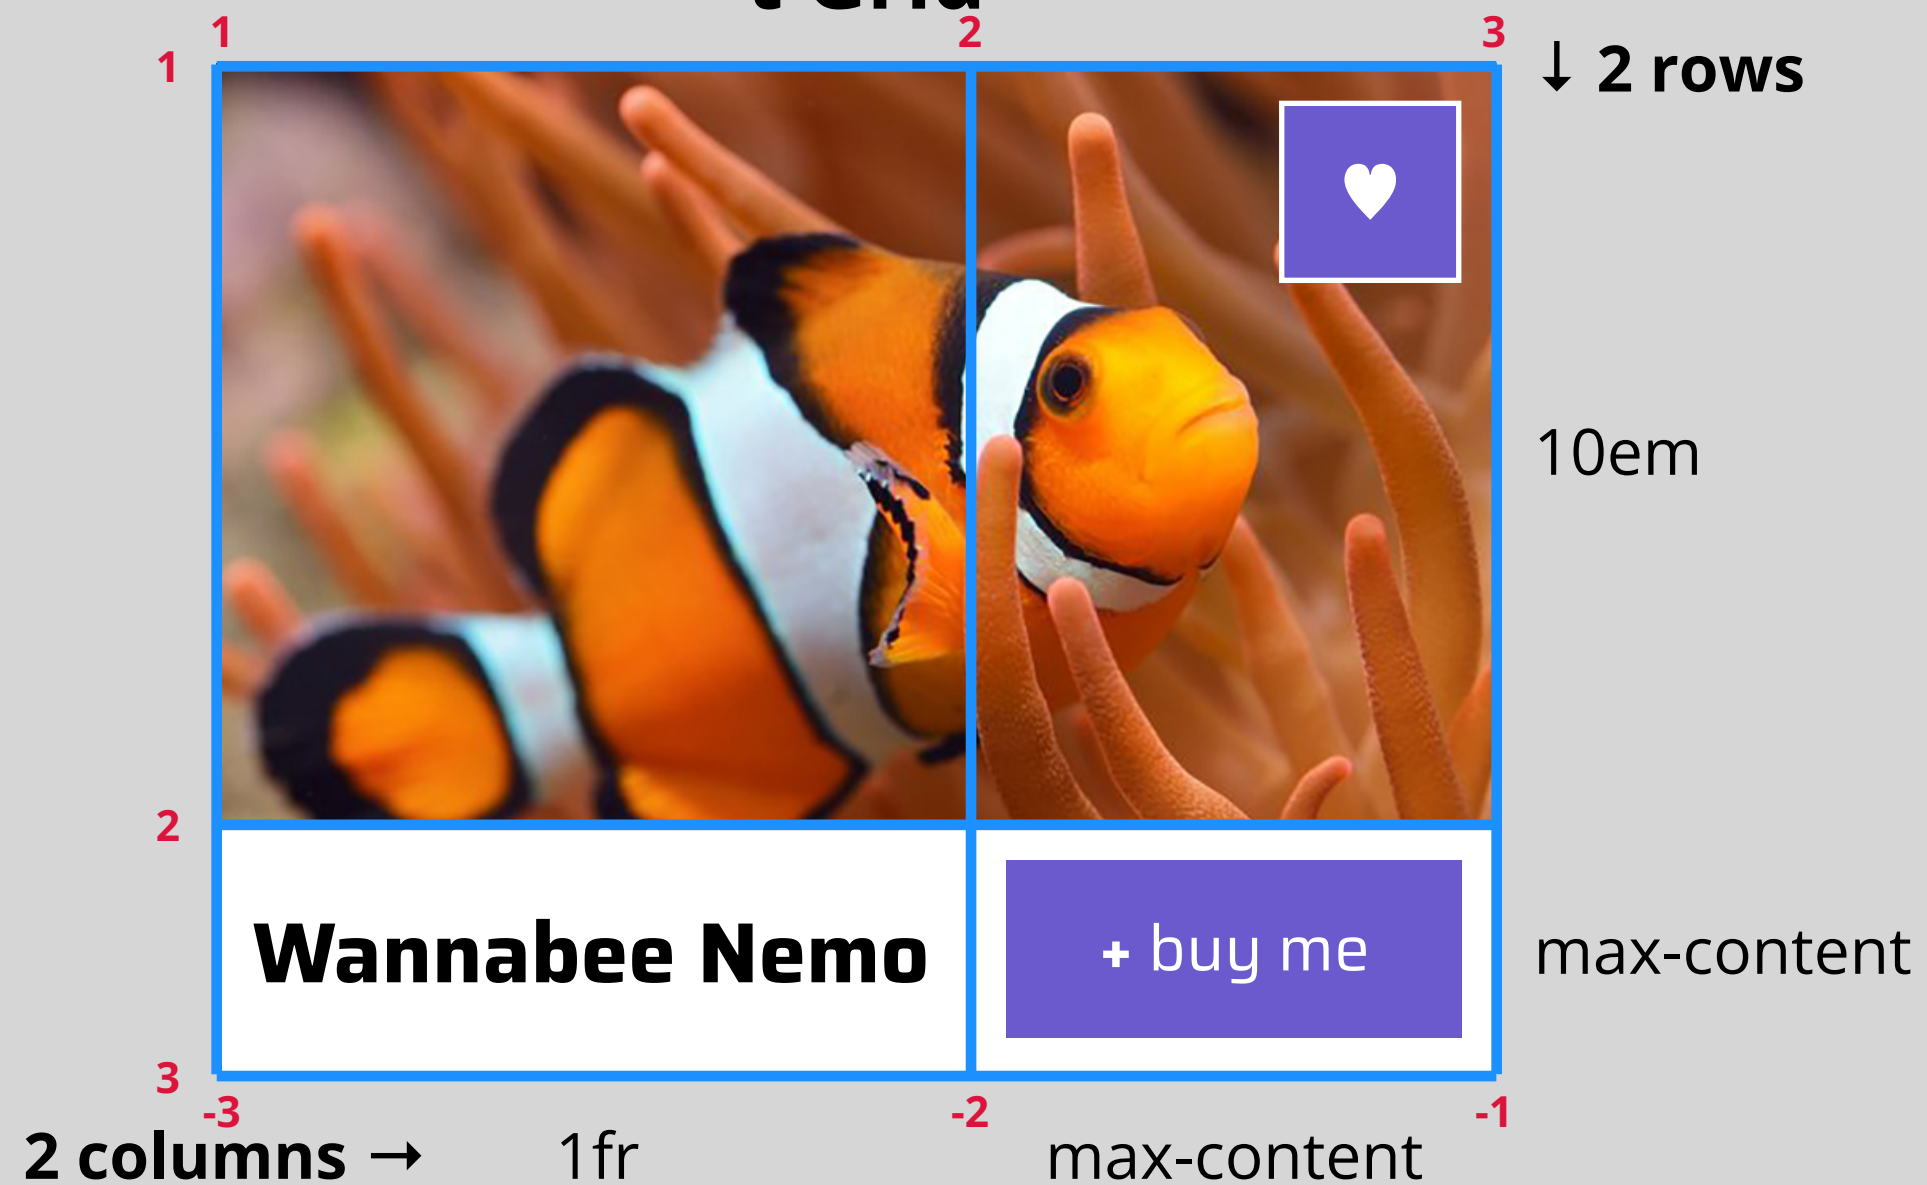 1 2 3
1
↓ 2 rows
♥
10em
2
Wannabee Nemo
+ buy me
max-content
3
-3 -2 -1
2 columns → 1fr max-content